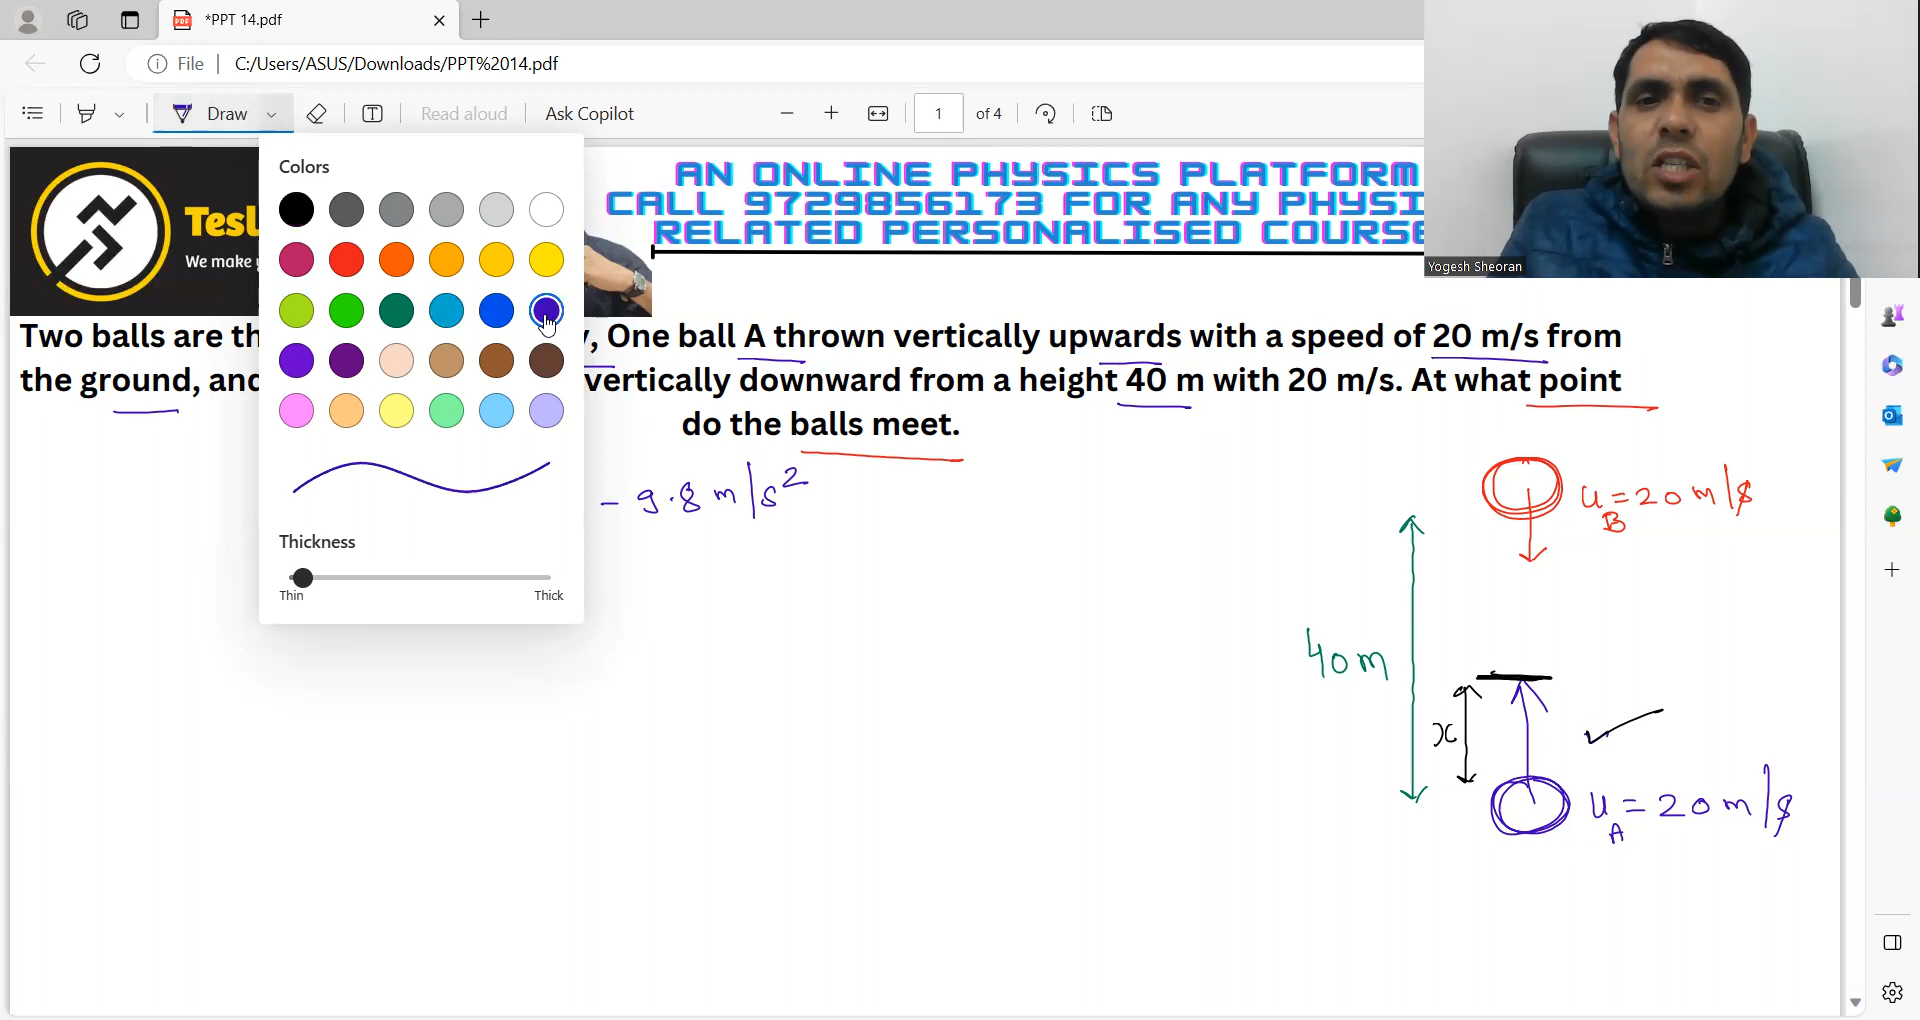 *PPT 14.pdf
File
C:/Users/ASUS/Downloads/PPT%2014.pdf
Draw
Read aloud
Ask Copilot
1
of 4
Colors
Thickness
Thin
Thick
Tesl
We make y
AN ONLINE PHYSICS PLATFORM
CALL 9729856173 FOR ANY PHYSI
RELATED PERSONALISED COURSE
Yogesh Sheoran
Two balls are th , One ball A thrown vertically upwards with a speed of 20 m/s from
the ground, and vertically downward from a height 40 m with 20 m/s. At what point
do the balls meet.
- 9.8 m/s²
u_B = 20 m/s
40 m
x
u_A = 20 m/s